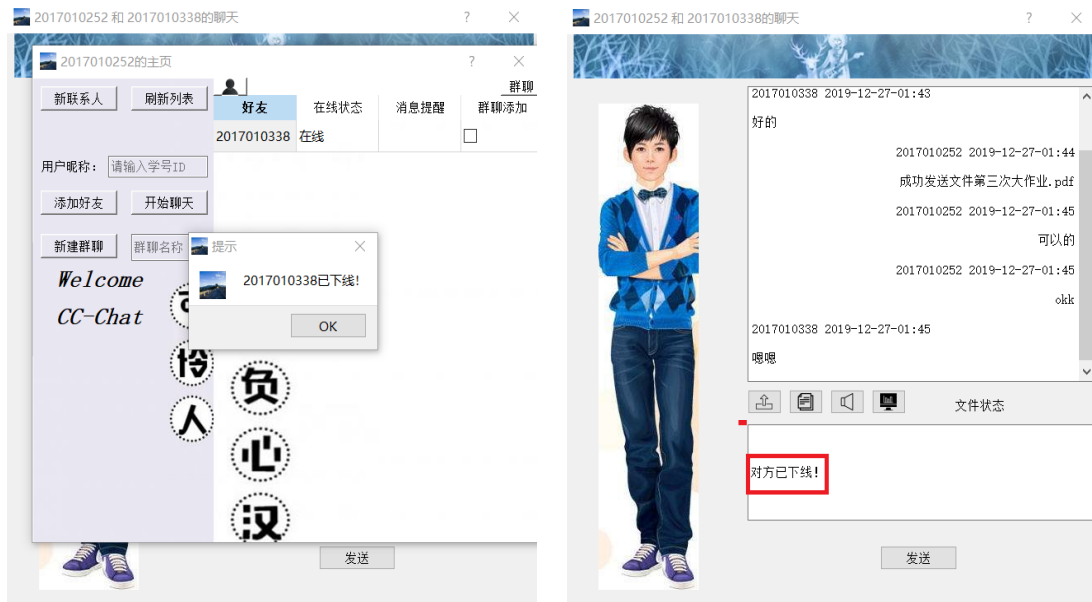 2017010252 和 2017010338的聊天
2017010252的主页
新联系人 刷新列表
群聊
好友 在线状态 消息提醒 群聊添加
2017010338 在线
用户昵称： 请输入学号ID
添加好友 开始聊天
新建群聊 群聊名称
Welcome
CC-Chat
提示
2017010338已下线!
OK
怜
人
负
心
汉
发送
2017010252 和 2017010338的聊天
2017010338 2019-12-27-01:43
好的
2017010252 2019-12-27-01:44
成功发送文件第三次大作业.pdf
2017010252 2019-12-27-01:45
可以的
2017010252 2019-12-27-01:45
okk
2017010338 2019-12-27-01:45
嗯嗯
文件状态
对方已下线!
发送